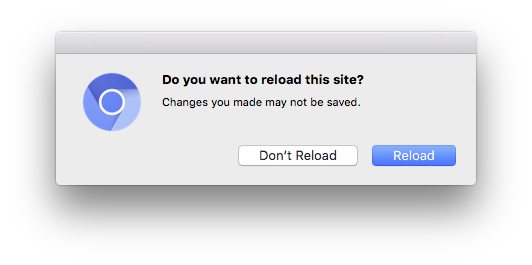 Do you want to reload this site?
Changes you made may not be saved.
Don't Reload
Reload